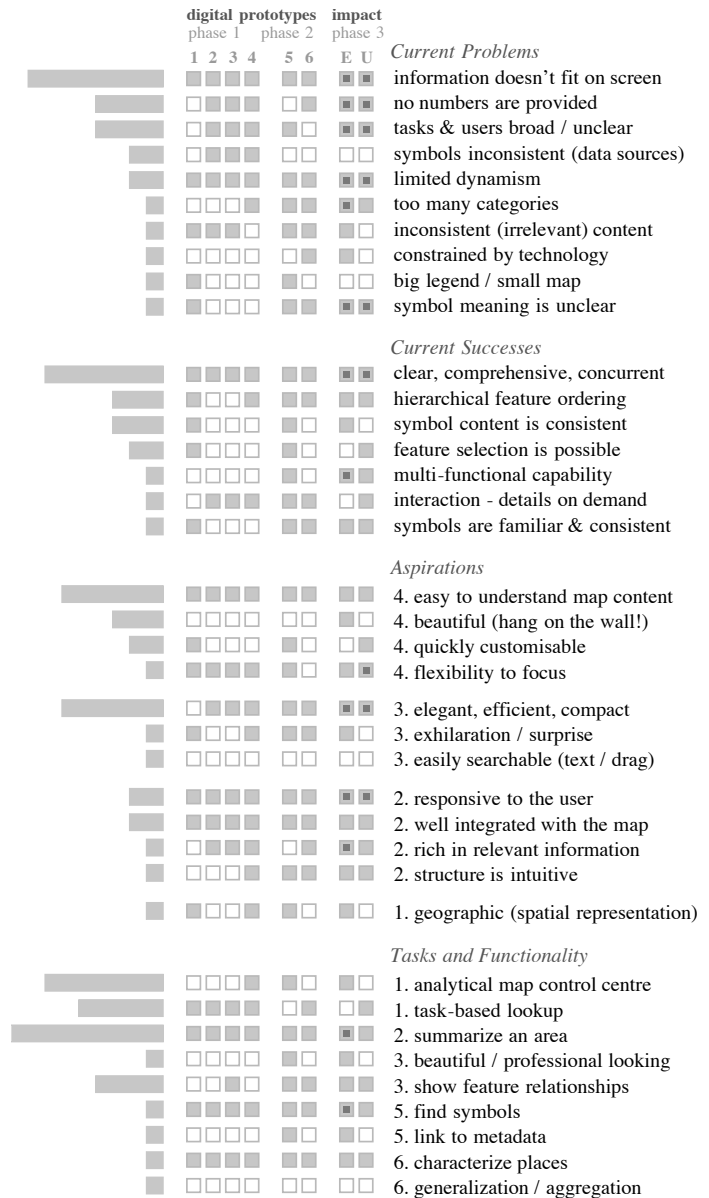 digital prototypes impact
phase 1 phase 2 phase 3
1 2 3 4 5 6 E U Current Problems
information doesn't fit on screen
no numbers are provided
tasks & users broad / unclear
symbols inconsistent (data sources)
limited dynamism
too many categories
inconsistent (irrelevant) content
constrained by technology
big legend / small map
symbol meaning is unclear
Current Successes
clear, comprehensive, concurrent
hierarchical feature ordering
symbol content is consistent
feature selection is possible
multi-functional capability
interaction - details on demand
symbols are familiar & consistent
Aspirations
4. easy to understand map content
4. beautiful (hang on the wall!)
4. quickly customisable
4. flexibility to focus
3. elegant, efficient, compact
3. exhilaration / surprise
3. easily searchable (text / drag)
2. responsive to the user
2. well integrated with the map
2. rich in relevant information
2. structure is intuitive
1. geographic (spatial representation)
Tasks and Functionality
1. analytical map control centre
1. task-based lookup
2. summarize an area
3. beautiful / professional looking
3. show feature relationships
5. find symbols
5. link to metadata
6. characterize places
6. generalization / aggregation